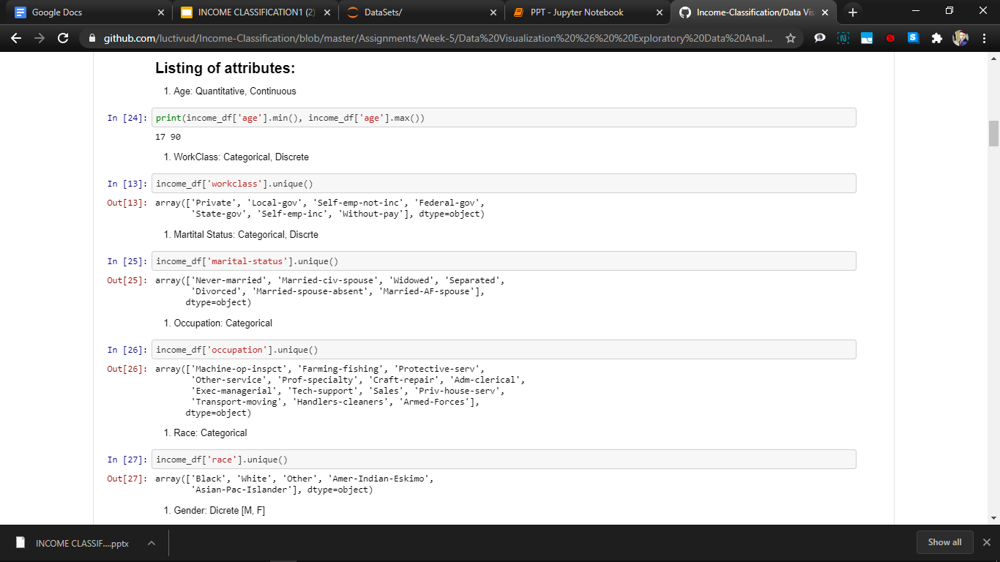 Google Docs
INCOME CLASSIFICATION1 (2)
DataSets/
PPT - Jupyter Notebook
Income-Classification/Data Vis
github.com/luctivud/Income-Classification/blob/master/Assignments/Week-5/Data%20Visualization%20%26%20%20Exploratory%20Data%20Anal...
Listing of attributes:
1. Age: Quantitative, Continuous
In [24]: print(income_df['age'].min(), income_df['age'].max())
17 90
1. WorkClass: Categorical, Discrete
In [13]: income_df['workclass'].unique()
Out[13]: array(['Private', 'Local-gov', 'Self-emp-not-inc', 'Federal-gov',
'State-gov', 'Self-emp-inc', 'Without-pay'], dtype=object)
1. Martital Status: Categorical, Discrte
In [25]: income_df['marital-status'].unique()
Out[25]: array(['Never-married', 'Married-civ-spouse', 'Widowed', 'Separated',
'Divorced', 'Married-spouse-absent', 'Married-AF-spouse'],
dtype=object)
1. Occupation: Categorical
In [26]: income_df['occupation'].unique()
Out[26]: array(['Machine-op-inspct', 'Farming-fishing', 'Protective-serv',
'Other-service', 'Prof-specialty', 'Craft-repair', 'Adm-clerical',
'Exec-managerial', 'Tech-support', 'Sales', 'Priv-house-serv',
'Transport-moving', 'Handlers-cleaners', 'Armed-Forces'],
dtype=object)
1. Race: Categorical
In [27]: income_df['race'].unique()
Out[27]: array(['Black', 'White', 'Other', 'Amer-Indian-Eskimo',
'Asian-Pac-Islander'], dtype=object)
1. Gender: Dicrete [M, F]
INCOME CLASSIF....pptx
Show all